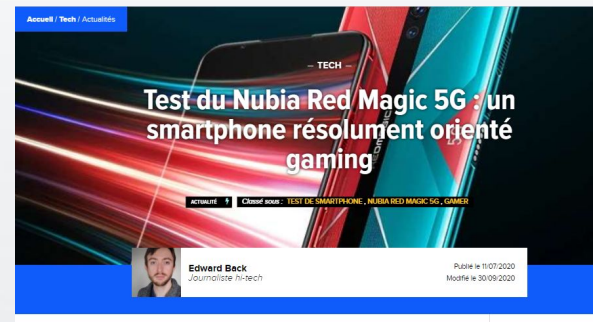 Accueil / Tech / Actualités
– TECH –
Test du Nubia Red Magic 5G : un
smartphone résolument orienté
gaming
ACTUALITÉ
Classé sous : TEST DE SMARTPHONE , NUBIA RED MAGIC 5G , GAMER
Edward Back
Journaliste hi-tech
Publié le 11/07/2020
Modifié le 30/09/2020